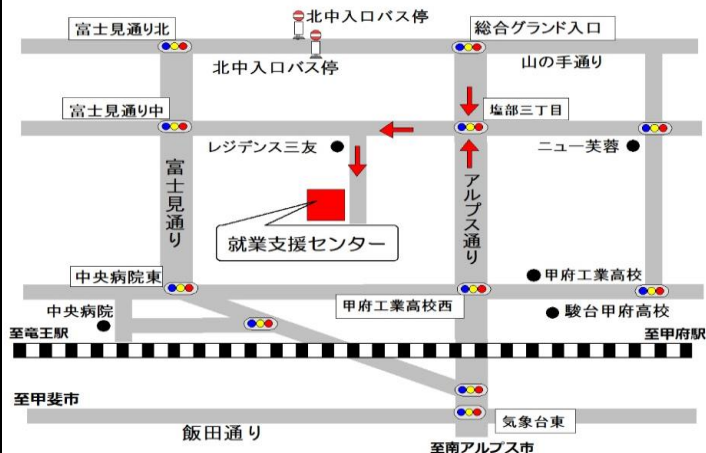 北中入口バス停
富士見通り北
総合グランド入口
北中入口バス停
山の手通り
富士見通り中
塩部三丁目
レジデンス三友
ニュー芙蓉
富士見通り
アルプス通り
就業支援センター
中央病院東
甲府工業高校
甲府工業高校西
中央病院
駿台甲府高校
至竜王駅
至甲府駅
至甲斐市
気象台東
飯田通り
至南アルプス市